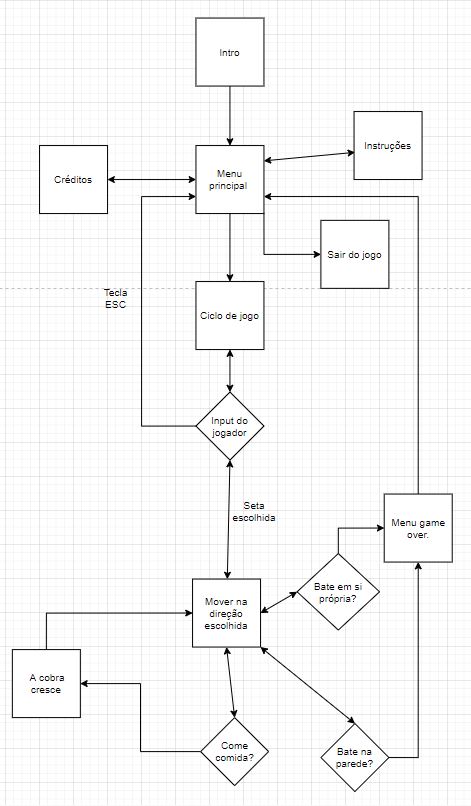 Intro
Instruções
Créditos
Menu
principal
Sair do jogo
Tecla
ESC
Ciclo de jogo
Input do
jogador
Seta
escolhida
Menu game
over.
Bate em si
própria?
Mover na
direção
escolhida
A cobra
cresce
Come
comida?
Bate na
parede?